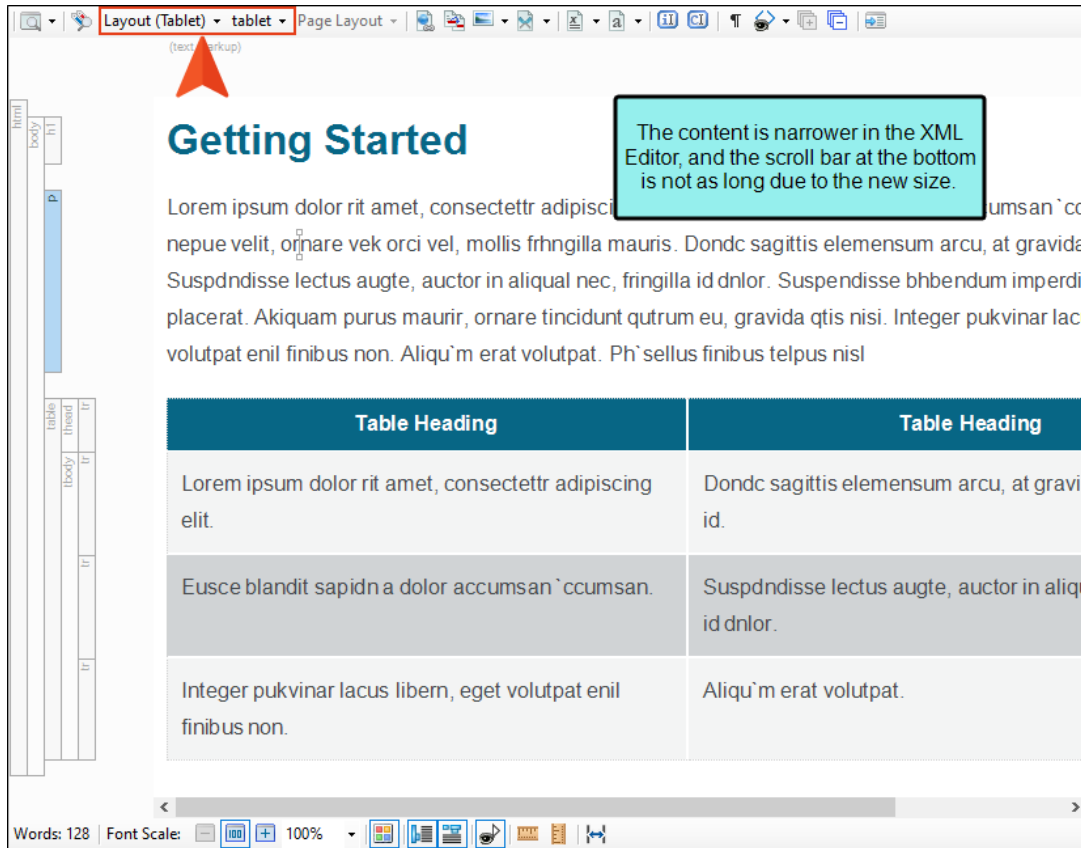 Layout (Tablet) tablet Page Layout
(text markup)
html
body
h1
Getting Started
The content is narrower in the XML
Editor, and the scroll bar at the bottom
is not as long due to the new size.
p
Lorem ipsum dolor rit amet, consectettr adipisci umsan`cc
nepue velit, ornare vek orci vel, mollis frhngilla mauris. Dondc sagittis elemensum arcu, at gravida
Suspdndisse lectus augte, auctor in aliqual nec, fringilla id dnlor. Suspendisse bhbendum imperdi
placerat. Akiquam purus maurir, ornare tincidunt qutrum eu, gravida qtis nisi. Integer pukvinar lac
volutpat enil finibus non. Aliqu`m erat volutpat. Ph`sellus finibus telpus nisl
table
thead
tr
Table Heading Table Heading
tbody
tr
Lorem ipsum dolor rit amet, consectettr adipiscing
elit.
Dondc sagittis elemensum arcu, at gravi
id.
tr
Eusce blandit sapidn a dolor accumsan`ccumsan.
Suspdndisse lectus augte, auctor in aliqu
id dnlor.
tr
Integer pukvinar lacus libern, eget volutpat enil
finibus non.
Aliqu`m erat volutpat.
Words: 128 Font Scale: 100%